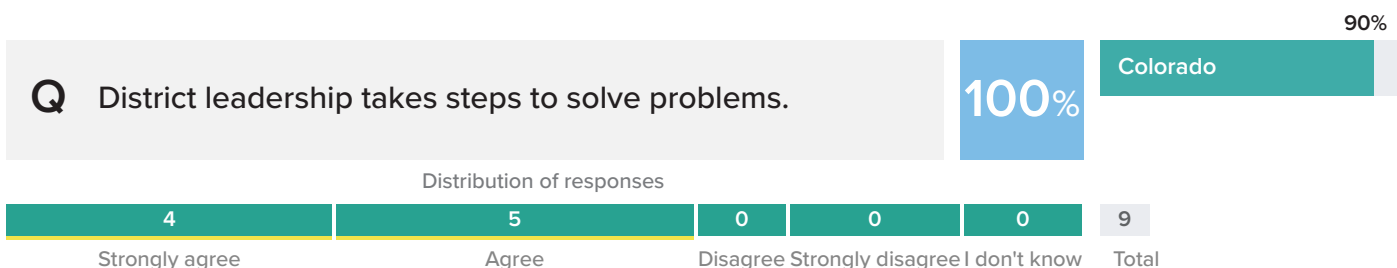 90%
Q District leadership takes steps to solve problems.
100%
Colorado
Distribution of responses
4 5 0 0 0 9
Strongly agree Agree Disagree Strongly disagree I don't know Total